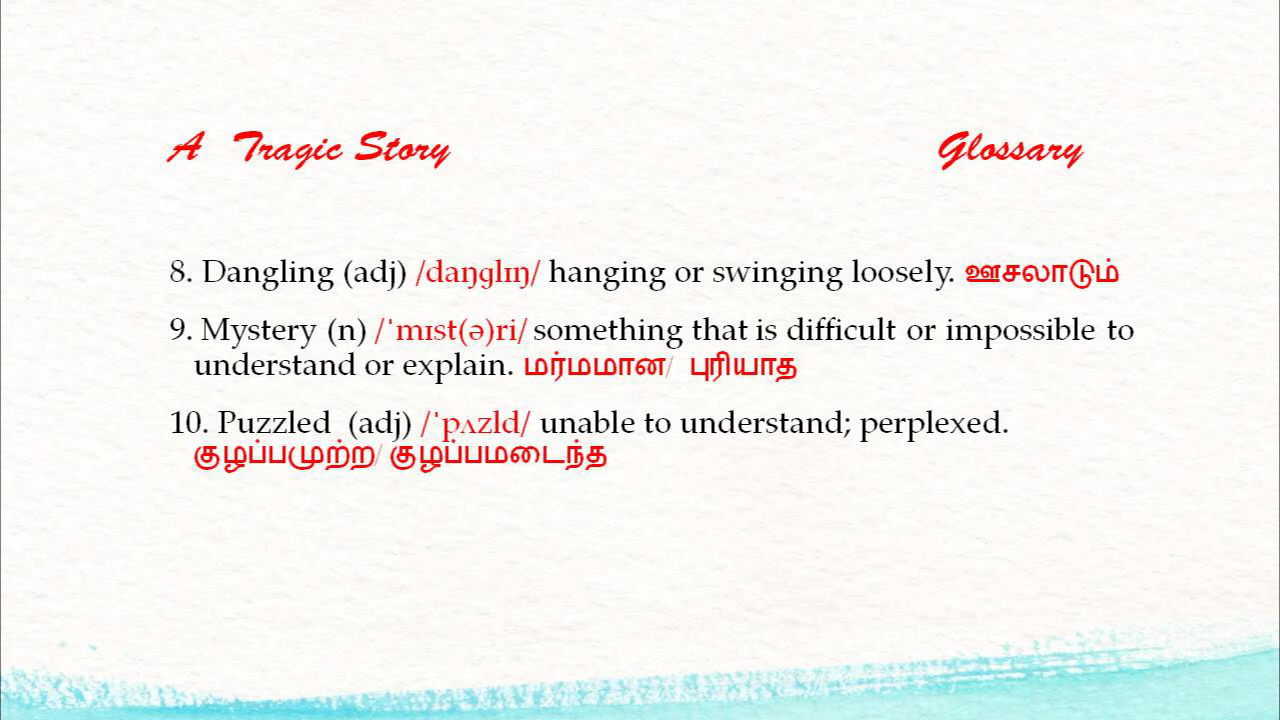 A Tragic Story Glossary
8. Dangling (adj) /daŋɡlɪŋ/ hanging or swinging loosely. ஊசலாடும்
9. Mystery (n) /ˈmɪst(ə)ri/ something that is difficult or impossible to
understand or explain. மர்மமான/ புரியாத
10. Puzzled (adj) /ˈpʌzld/ unable to understand; perplexed.
குழப்பமுற்ற/ குழப்பமடைந்த